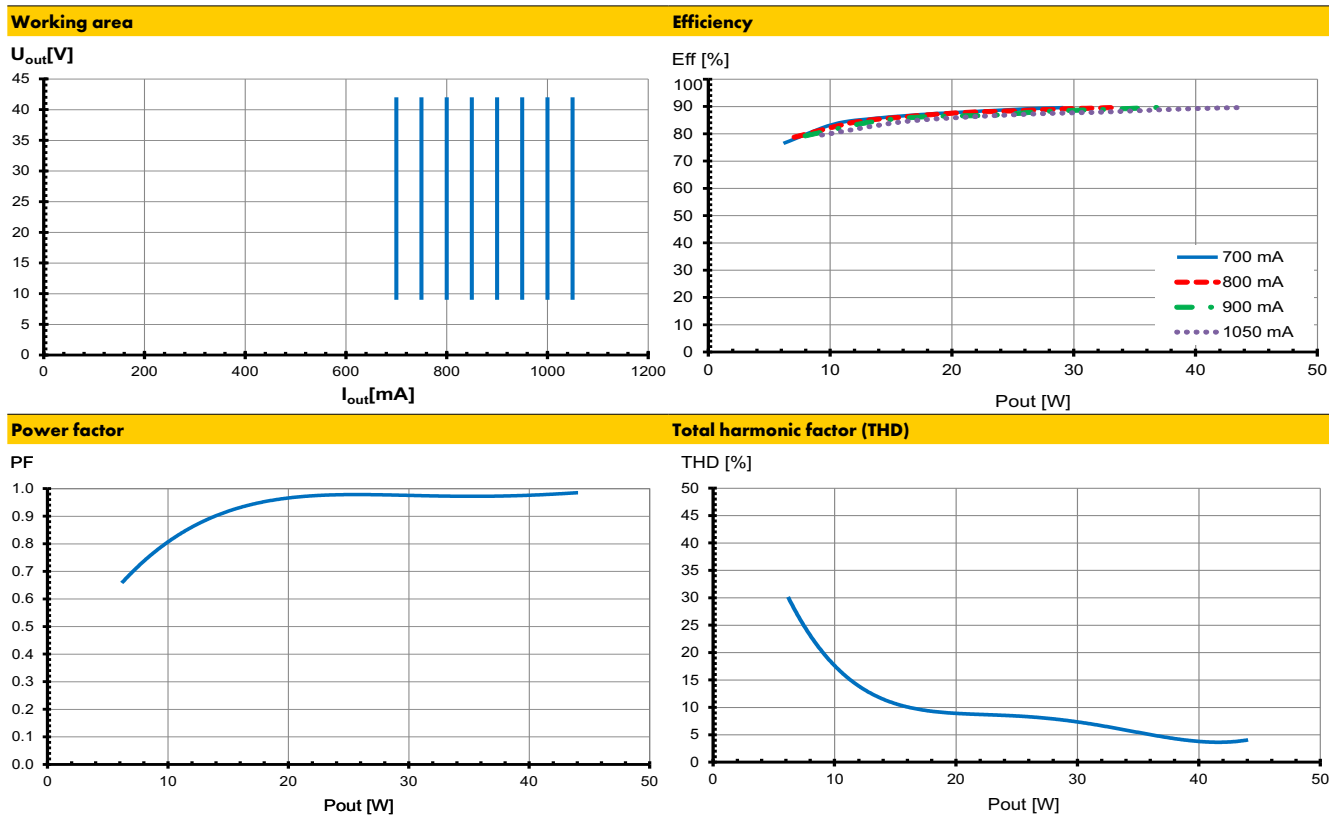 Working area
Efficiency
Uout[V]
45
40
35
30
25
20
15
10
5
0
0 200 400 600 800 1000 1200
Iout[mA]
Eff [%]
100
90
80
70
60
50
40
30
20
10
0
700 mA
800 mA
900 mA
1050 mA
0 10 20 30 40 50
Pout [W]
Power factor
Total harmonic factor (THD)
PF
1.0
0.9
0.8
0.7
0.6
0.5
0.4
0.3
0.2
0.1
0.0
0 10 20 30 40 50
Pout [W]
THD [%]
50
45
40
35
30
25
20
15
10
5
0
0 10 20 30 40 50
Pout [W]